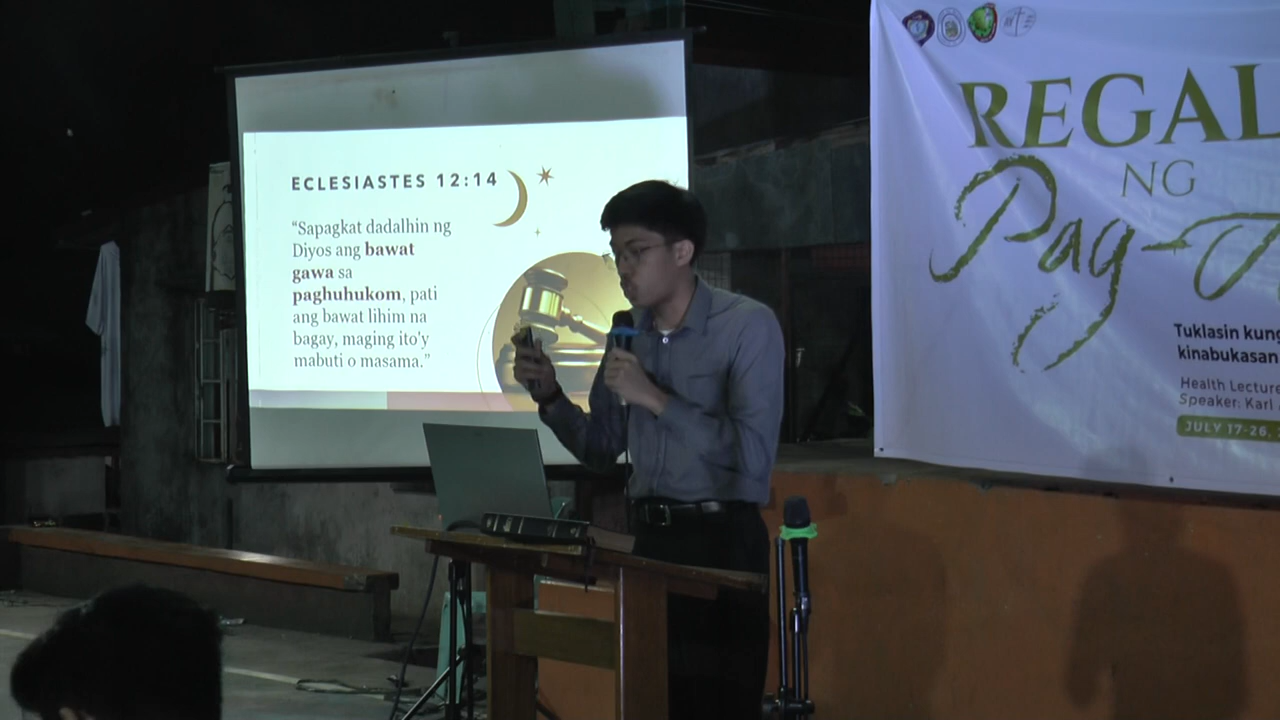 ECLESIASTES 12:14
“Sapagkat dadalhin ng
Diyos ang bawat
gawa sa
paghuhukom, pati
ang bawat lihim na
bagay, maging ito’y
mabuti o masama.”
REGAL
NG
Pag-
Tuklasin kung
kinabukasan
Health Lecture
Speaker: Karl
JULY 17-26,